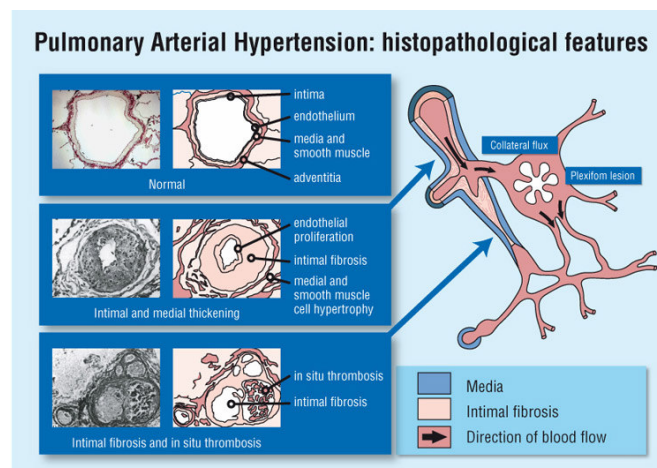 Pulmonary Arterial Hypertension: histopathological features
intima
endothelium
media and
smooth muscle
adventitia
Normal
endothelial
proliferation
intimal fibrosis
medial and
smooth muscle
cell hypertrophy
Intimal and medial thickening
in situ thrombosis
intimal fibrosis
Intimal fibrosis and in situ thrombosis
Collateral flux
Plexifom lesion
Media
Intimal fibrosis
Direction of blood flow